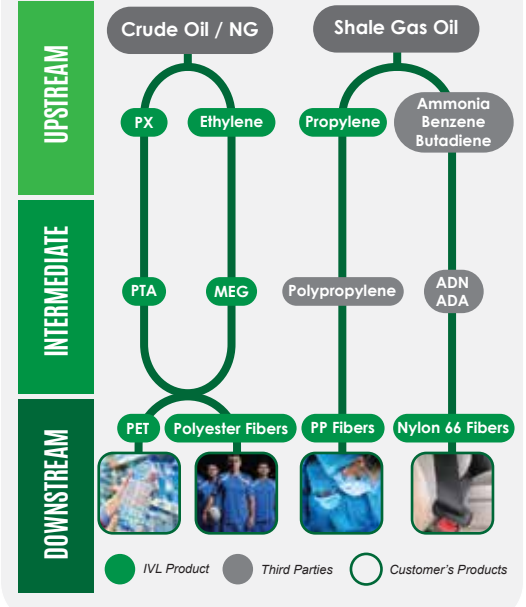 UPSTREAM
Crude Oil / NG
Shale Gas Oil
PX
Ethylene
Propylene
Ammonia
Benzene
Butadiene
INTERMEDIATE
PTA
MEG
Polypropylene
ADN
ADA
DOWNSTREAM
PET
Polyester Fibers
PP Fibers
Nylon 66 Fibers
IVL Product
Third Parties
Customer's Products